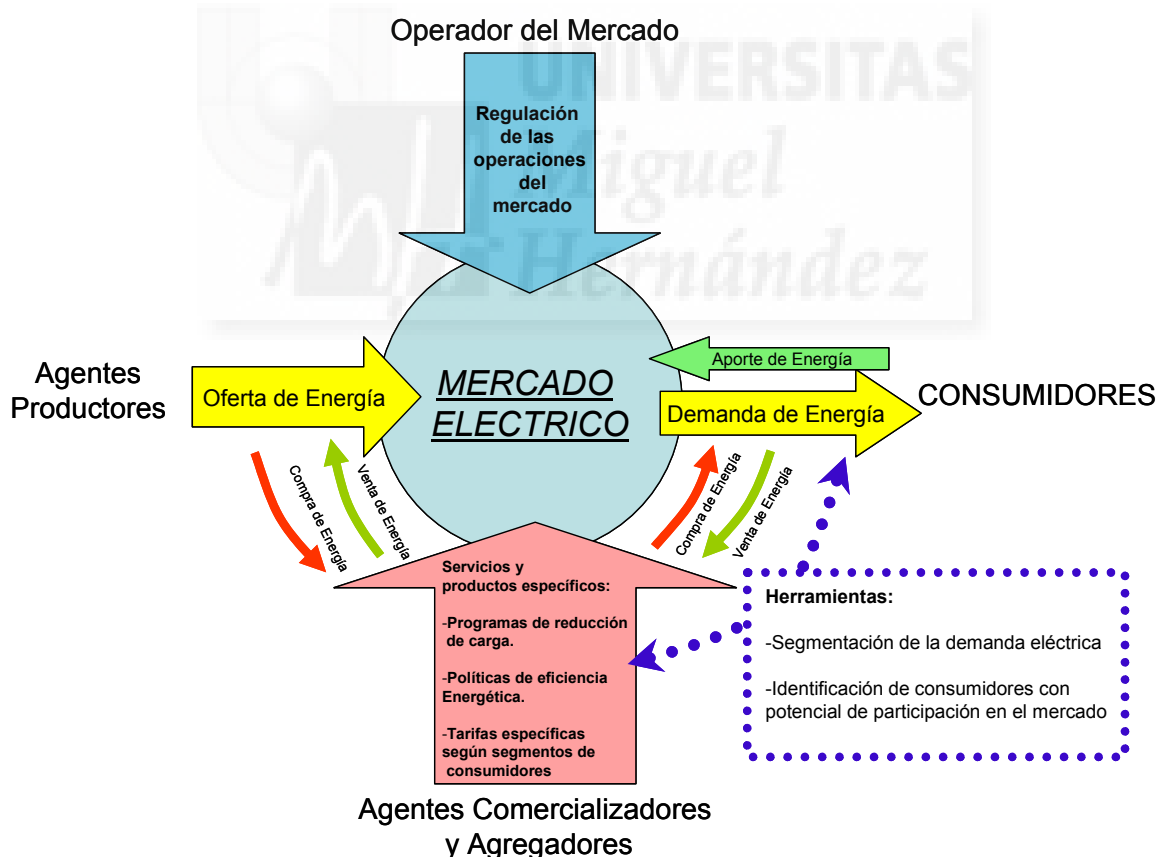 Operador del Mercado
UNIVERSITAS
Miguel
Hernández
Regulación
de las
operaciones
del
mercado
Agentes
Productores
Oferta de Energía
MERCADO
ELECTRICO
Aporte de Energía
Demanda de Energía
CONSUMIDORES
Compra de Energía
Venta de Energía
Compra de Energía
Venta de Energía
Servicios y
productos específicos:
-Programas de reducción
de carga.
-Políticas de eficiencia
Energética.
-Tarifas específicas
según segmentos de
consumidores
Herramientas:
-Segmentación de la demanda eléctrica
-Identificación de consumidores con
potencial de participación en el mercado
Agentes Comercializadores
y Agregadores